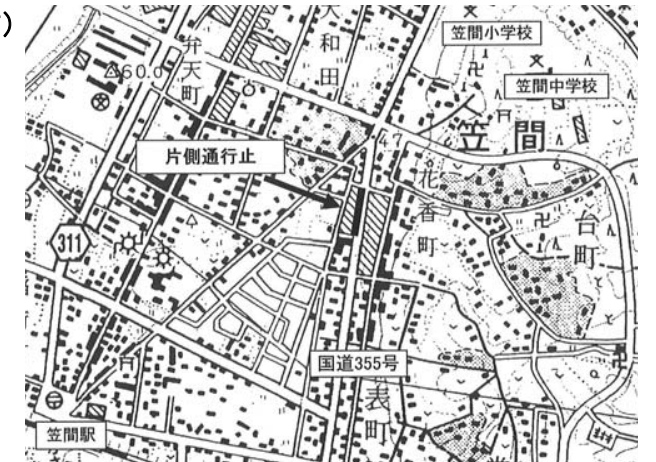 )
笠間小学校
笠間中学校
大和田
弁天町
60.0
47
笠間
片側通行止
花香町
台町
311
国道355号
表町
笠間駅